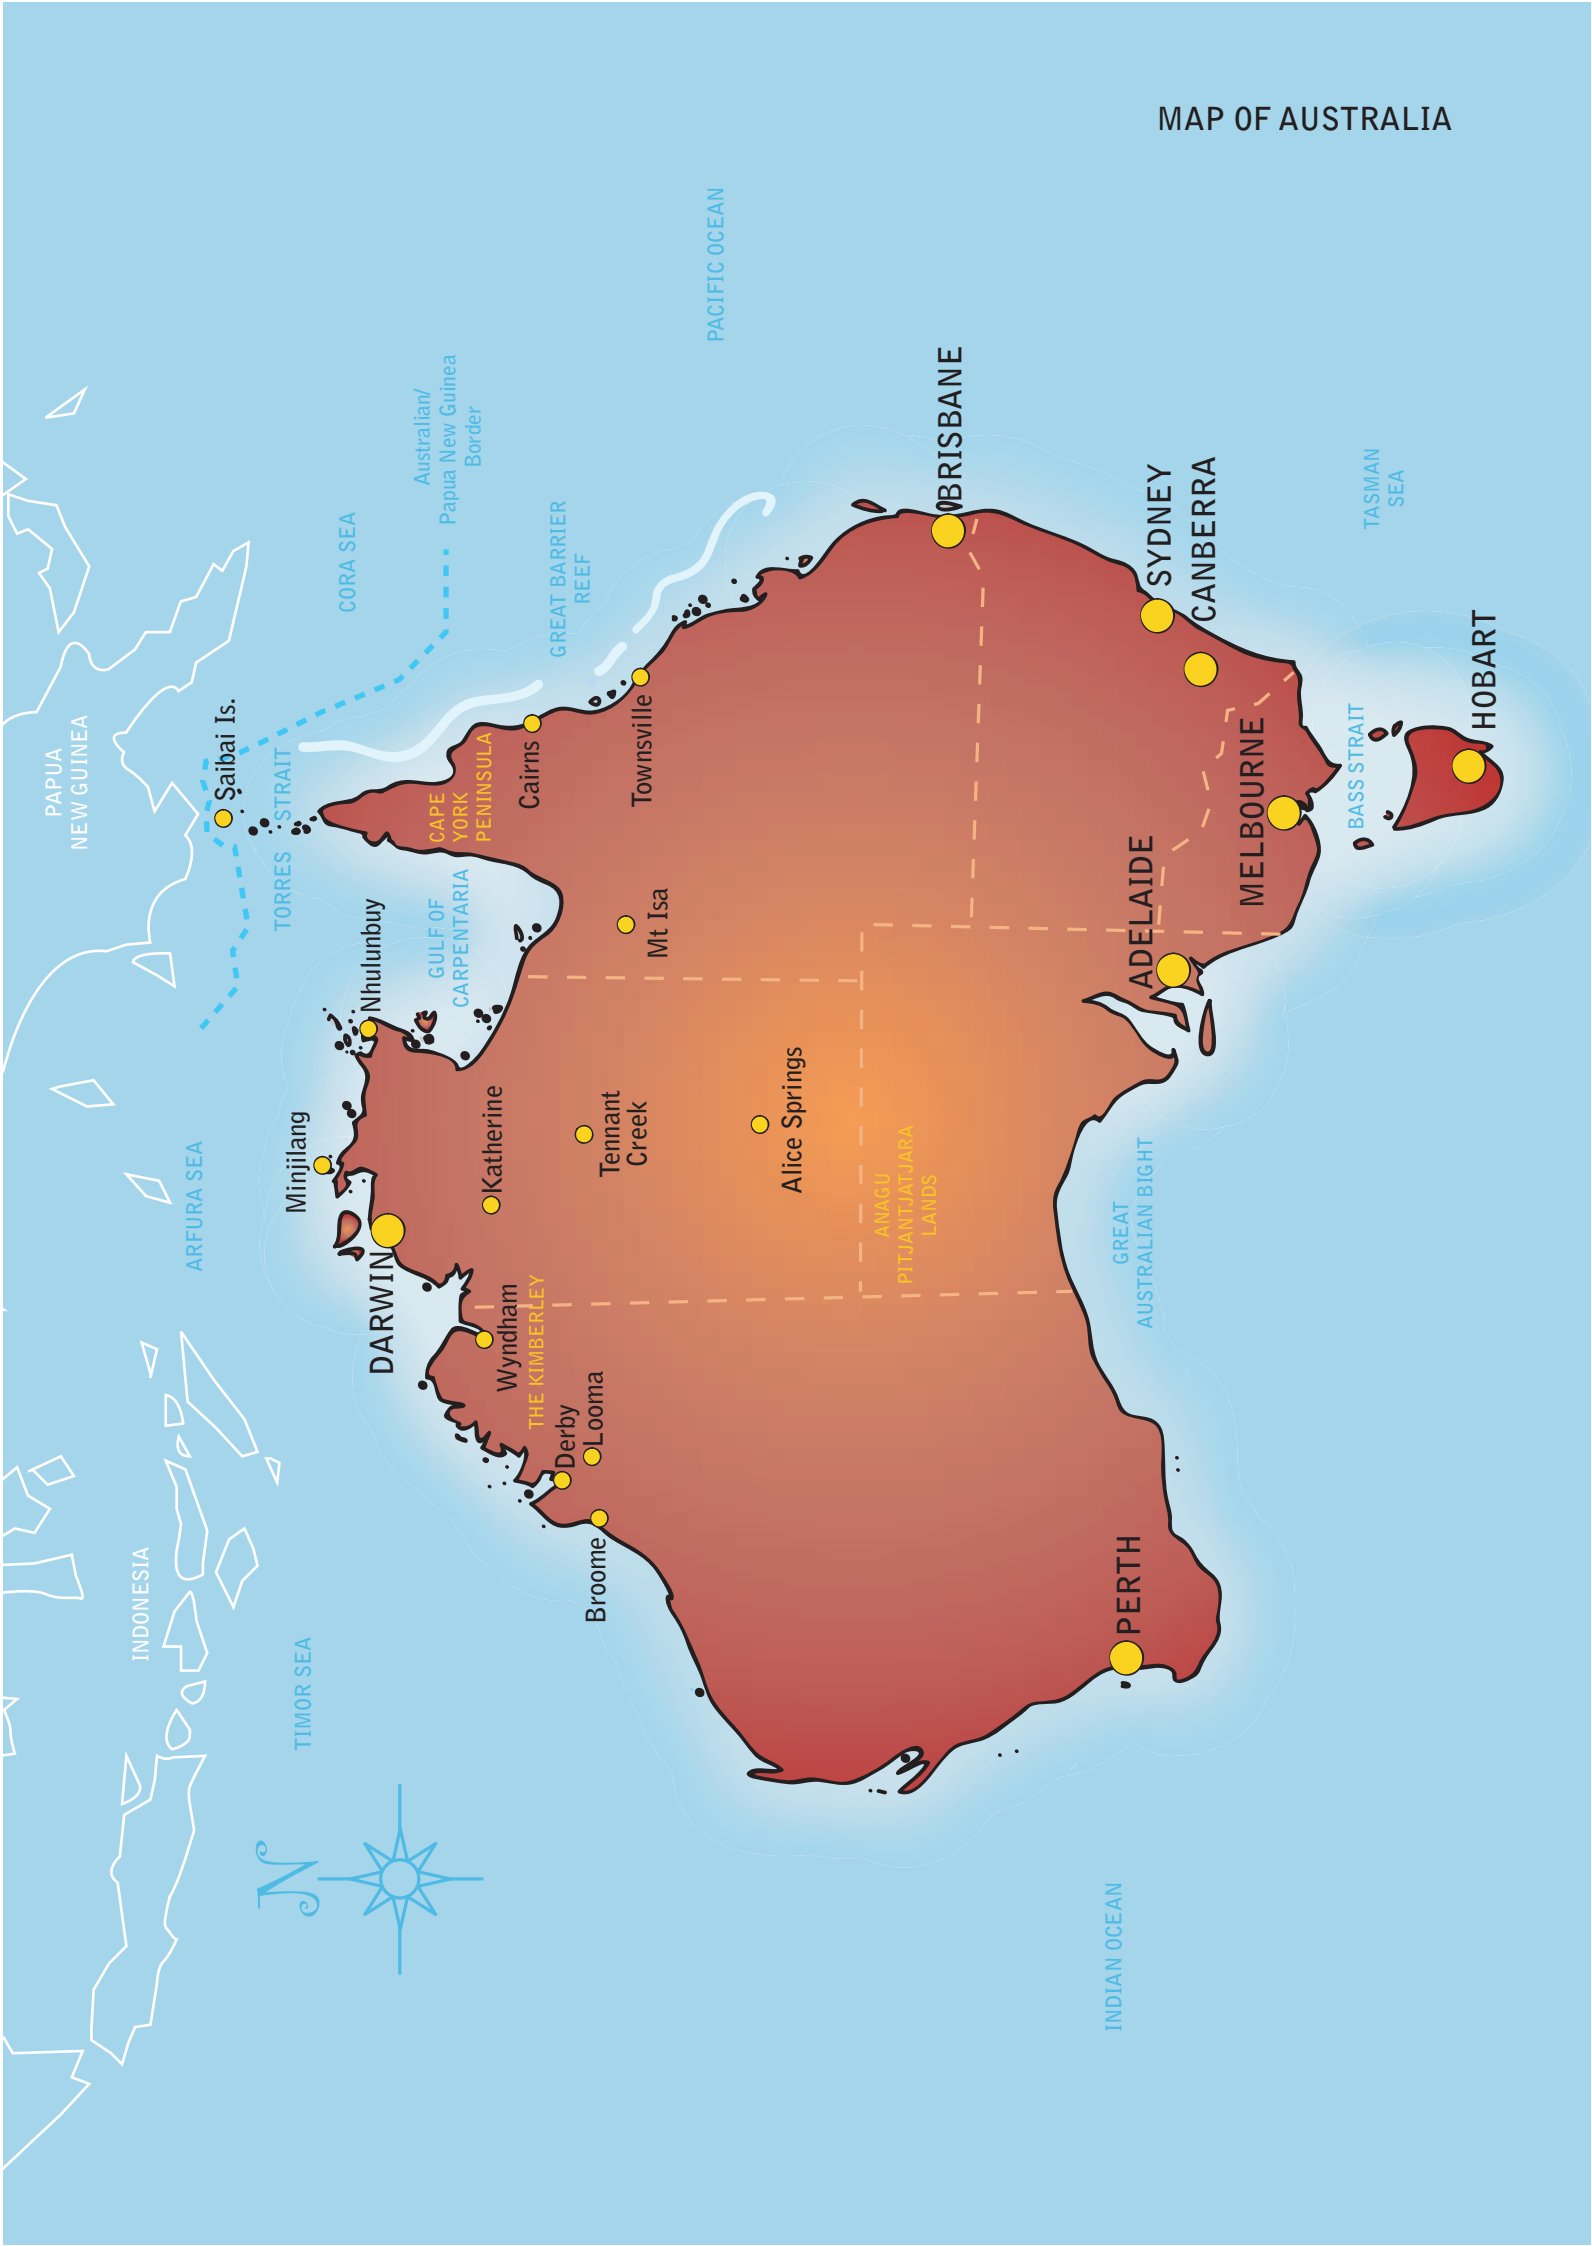 MAP OF AUSTRALIA
PAPUA
NEW GUINEA
INDONESIA
Saibai Is.
TORRES STRAIT
ARFURA SEA
TIMOR SEA
CORA SEA
Australian/
Papua New Guinea
Border
GREAT BARRIER
REEF
PACIFIC OCEAN
N
Minjilang
Nhulunbuy
GULF OF
CARPENTARIA
CAPE
YORK
PENINSULA
DARWIN
Katherine
Wyndham
THE KIMBERLEY
Derby
Looma
Broome
Tennant
Creek
Mt Isa
Cairns
Townsville
Alice Springs
ANAGU
PITJANTJATJARA
LANDS
BRISBANE
SYDNEY
CANBERRA
ADELAIDE
MELBOURNE
PERTH
GREAT
AUSTRALIAN BIGHT
INDIAN OCEAN
BASS STRAIT
TASMAN
SEA
HOBART